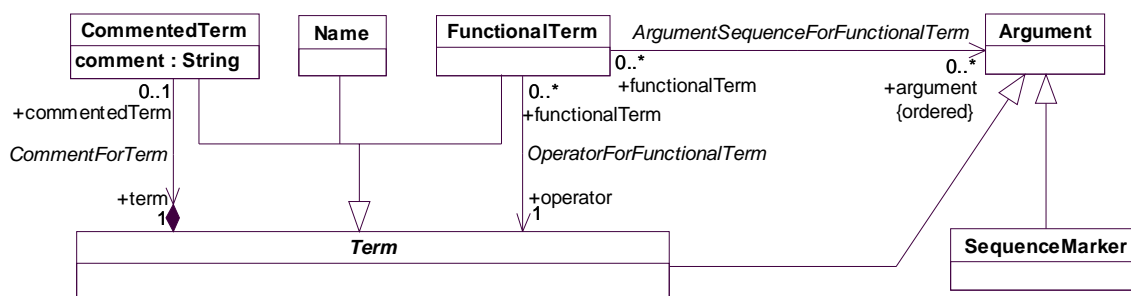 CommentedTerm
comment : String
Name
FunctionalTerm
ArgumentSequenceForFunctionalTerm
Argument
0..1
+commentedTerm
0..*
+functionalTerm
0..*
+functionalTerm
0..*
+argument
{ordered}
CommentForTerm
OperatorForFunctionalTerm
+term
1
+operator
1
Term
SequenceMarker